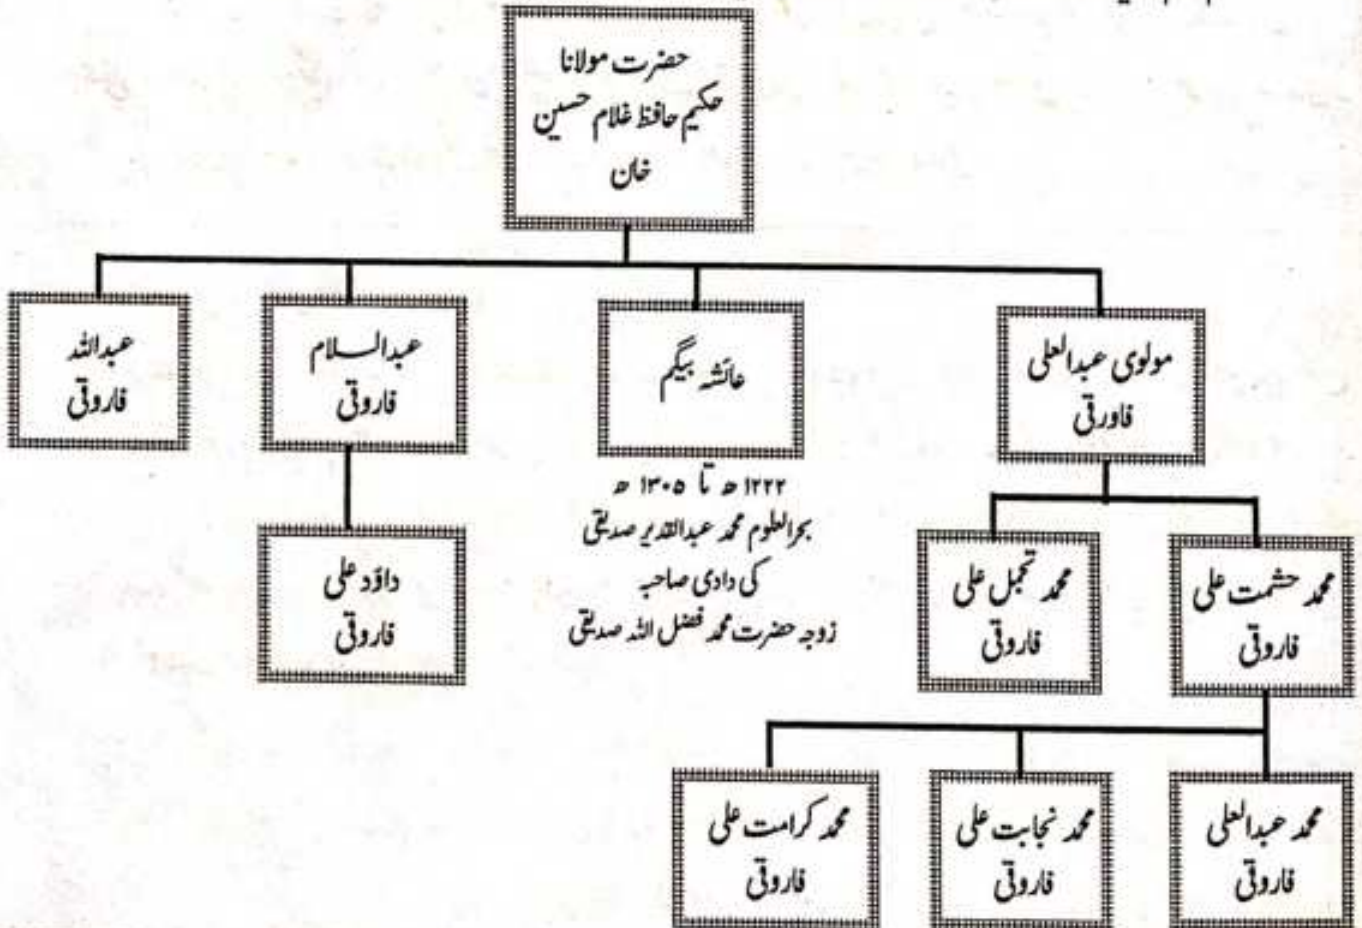 حضرت مولانا
حکیم حافظ غلام حسین
خان
مولوی عبدالعلی
فاورقی
عائشہ بیگم
عبدالسلام
فاروقی
عبداللہ
فاروقی
۱۲۲۲ھ تا ۱۳۰۵ھ
بحرالعلوم محمد عبدالقدیر صدیقی
کی دادی صاحبہ
زوجہ حضرت محمد فضل اللہ صدیقی
محمد حشمت علی
فاروقی
محمد تجمل علی
فاروقی
داؤد علی
فاروقی
محمد عبدالعلی
فاروقی
محمد نجابت علی
فاروقی
محمد کرامت علی
فاروقی